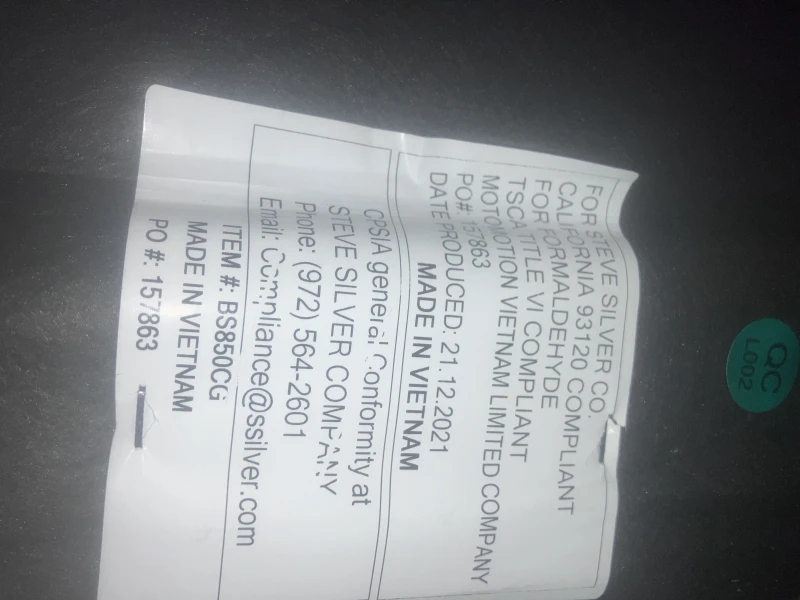 FOR STEVE SILVER CO.
CALIFORNIA 93120 COMPLIANT
FOR FORMALDEHYDE
TSCA TITLE VI COMPLIANT
MOTOMOTION VIETNAM LIMITED COMPANY
PO#: 157863
DATE PRODUCED: 21.12.2021
MADE IN VIETNAM
CPSIA general Conformity at
STEVE SILVER COMPANY
Phone: (972) 564-2601
Email: Compliance@ssilver.com
ITEM #: BS850CG
MADE IN VIETNAM
PO #: 157863
QC
L002